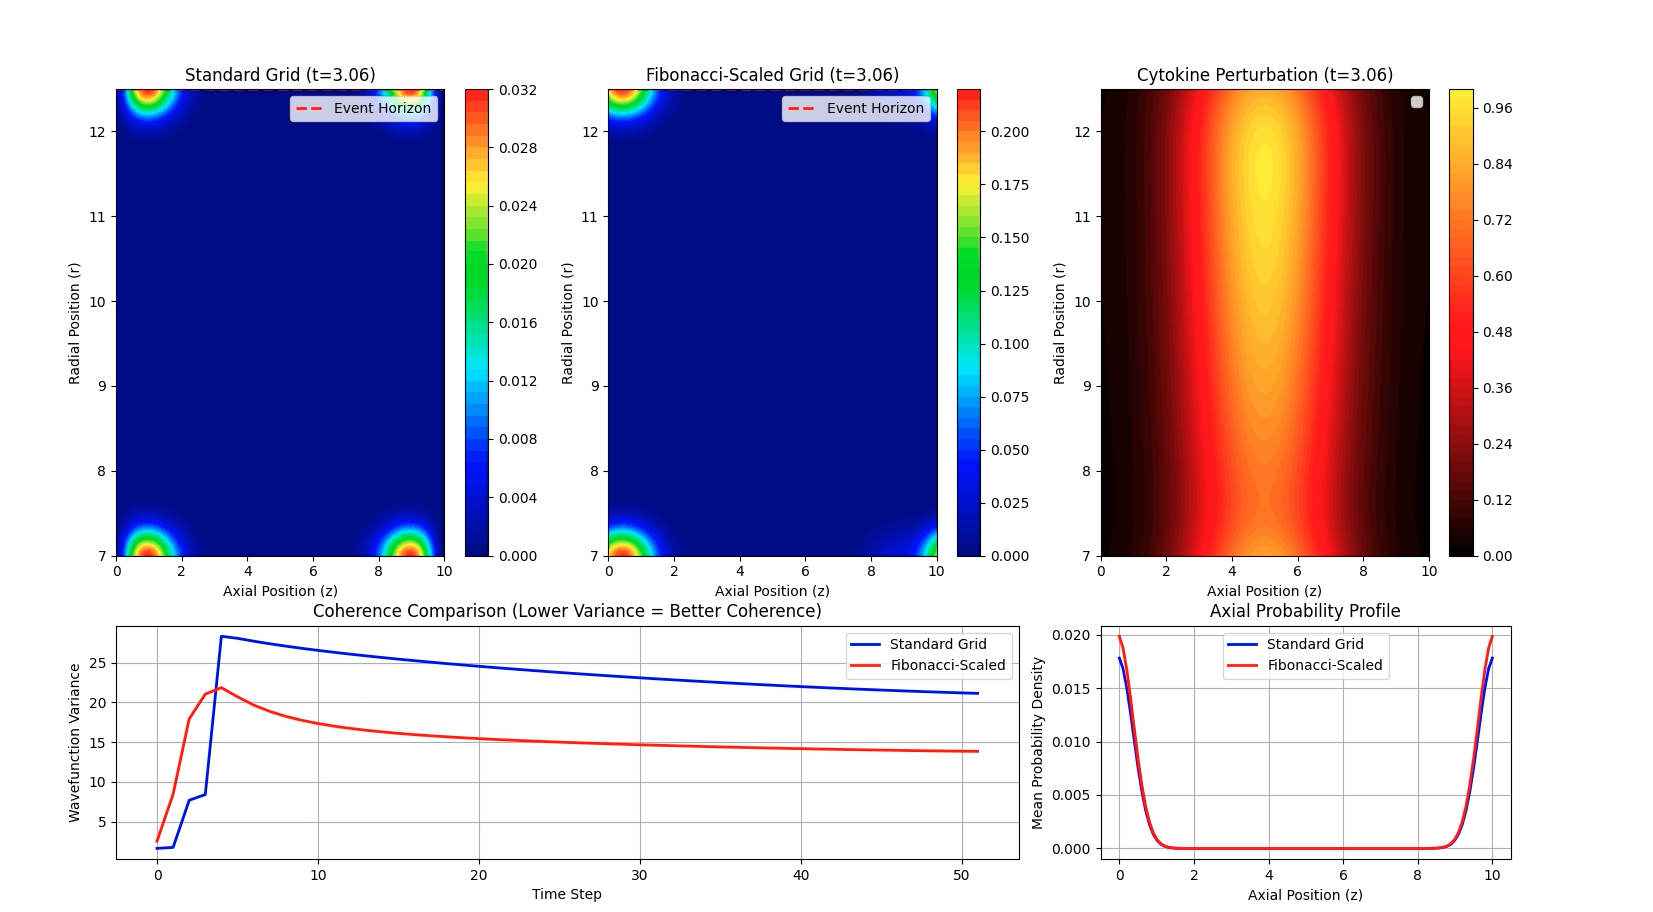 Standard Grid (t=3.06)
Fibonacci-Scaled Grid (t=3.06)
Cytokine Perturbation (t=3.06)
Event Horizon
Event Horizon
Radial Position (r)
12
11
10
9
8
7
0 2 4 6 8 10
Axial Position (z)
0.032
0.028
0.024
0.020
0.016
0.012
0.008
0.004
0.000
Radial Position (r)
12
11
10
9
8
7
0 2 4 6 8 10
Axial Position (z)
0.200
0.175
0.150
0.125
0.100
0.075
0.050
0.025
0.000
Radial Position (r)
12
11
10
9
8
7
0 2 4 6 8 10
Axial Position (z)
0.96
0.84
0.72
0.60
0.48
0.36
0.24
0.12
0.00
Coherence Comparison (Lower Variance = Better Coherence)
Standard Grid
Fibonacci-Scaled
Wavefunction Variance
25
20
15
10
5
0 10 20 30 40 50
Time Step
Axial Probability Profile
Standard Grid
Fibonacci-Scaled
Mean Probability Density
0.020
0.015
0.010
0.005
0.000
0 2 4 6 8 10
Axial Position (z)